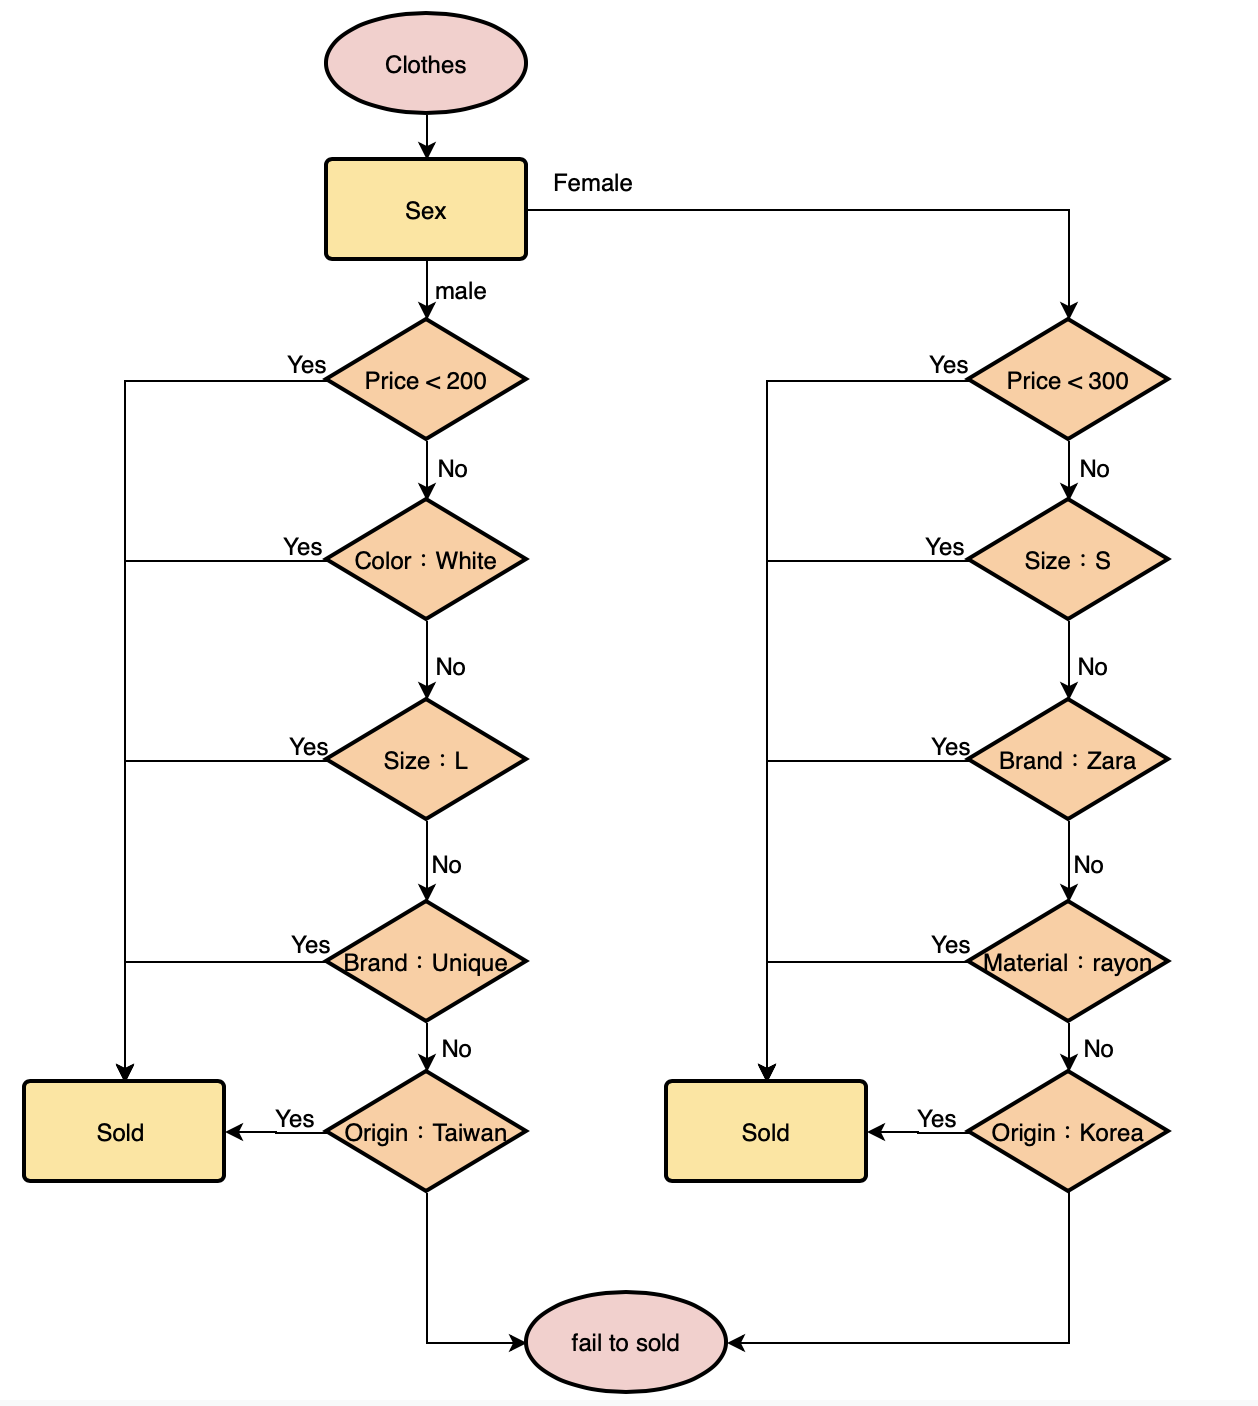 Clothes
Sex
Female
male
Yes
Price < 200
Yes
Price < 300
No
No
Yes
Color：White
Yes
Size：S
No
No
Yes
Size：L
Yes
Brand：Zara
No
No
Yes
Brand：Unique
Yes
Material：rayon
No
No
Sold
Yes
Origin：Taiwan
Sold
Yes
Origin：Korea
fail to sold